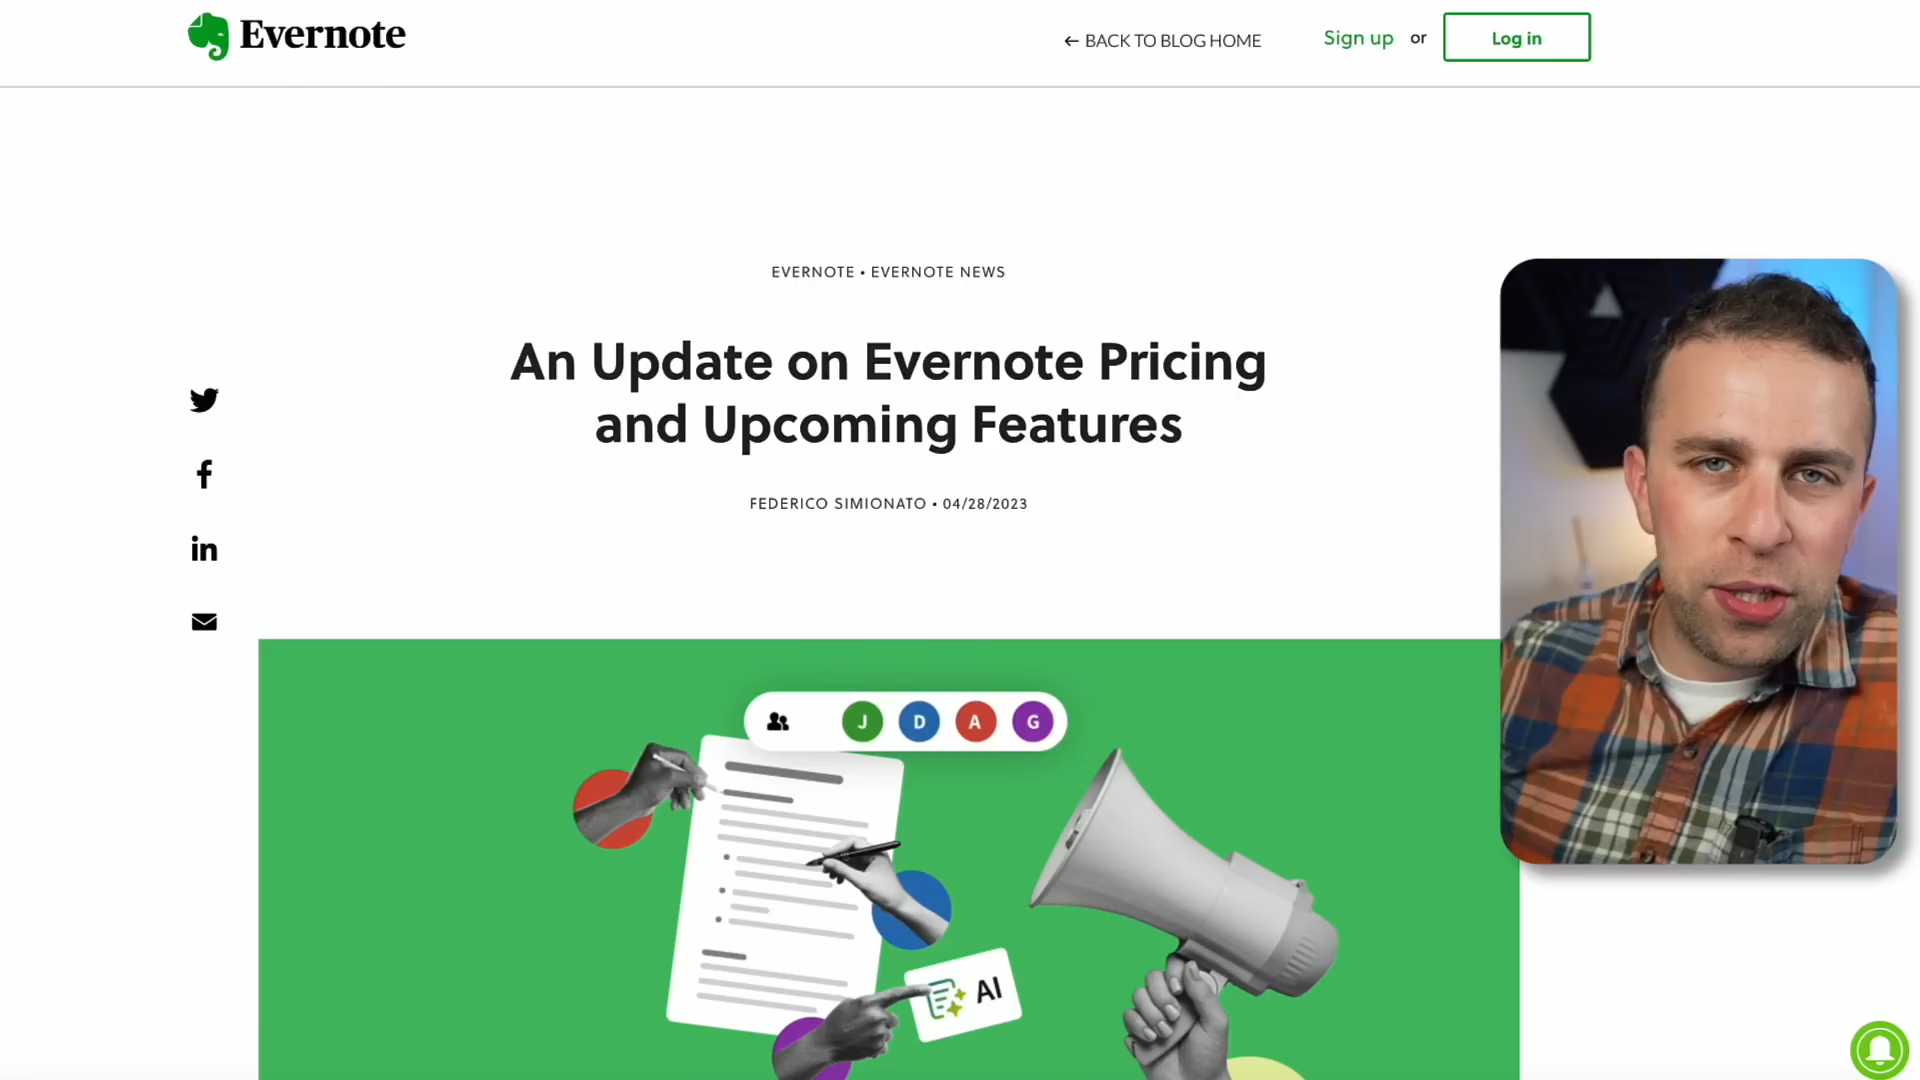 Evernote
← BACK TO BLOG HOME
Sign up or
Log in
EVERNOTE • EVERNOTE NEWS
An Update on Evernote Pricing
and Upcoming Features
FEDERICO SIMIONATO • 04/28/2023
f
in
J D A G
AI